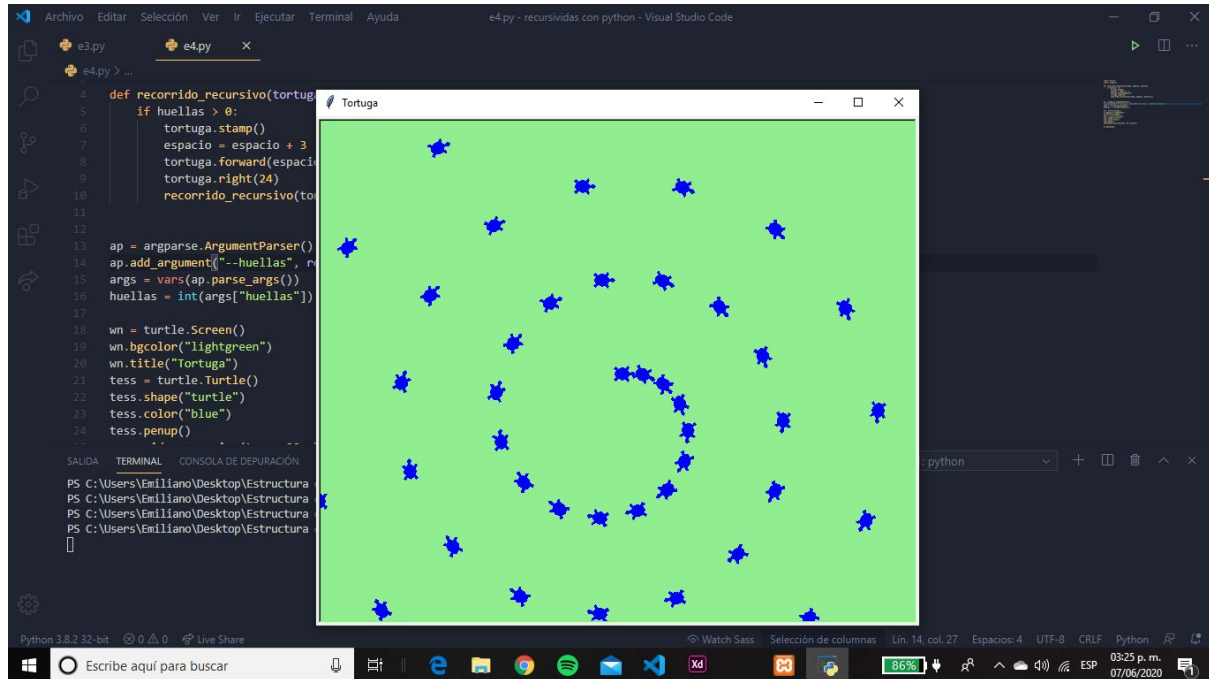 Archivo Editar Selección Ver Ir Ejecutar Terminal Ayuda e4.py - recursividas con python - Visual Studio Code
e3.py e4.py
e4.py > ...
4 def recorrido_recursivo(tortug
5 if huellas > 0:
6 tortuga.stamp()
7 espacio = espacio + 3
8 tortuga.forward(espaci
9 tortuga.right(24)
10 recorrido_recursivo(to
11
12
13 ap = argparse.ArgumentParser()
14 ap.add_argument("--huellas", r
15 args = vars(ap.parse_args())
16 huellas = int(args["huellas"])
17
18 wn = turtle.Screen()
19 wn.bgcolor("lightgreen")
20 wn.title("Tortuga")
21 tess = turtle.Turtle()
22 tess.shape("turtle")
23 tess.color("blue")
24 tess.penup()
Tortuga
SALIDA TERMINAL CONSOLA DE DEPURACIÓN : python
PS C:\Users\Emiliano\Desktop\Estructura
PS C:\Users\Emiliano\Desktop\Estructura
PS C:\Users\Emiliano\Desktop\Estructura
PS C:\Users\Emiliano\Desktop\Estructura
Python 3.8.2 32-bit 0 0 0 Live Share Watch Sass Selección de columnas Lín. 14, col. 27 Espacios: 4 UTF-8 CRLF Python
Escribe aquí para buscar Xd 86% ESP 03:25 p. m.
07/06/2020 1